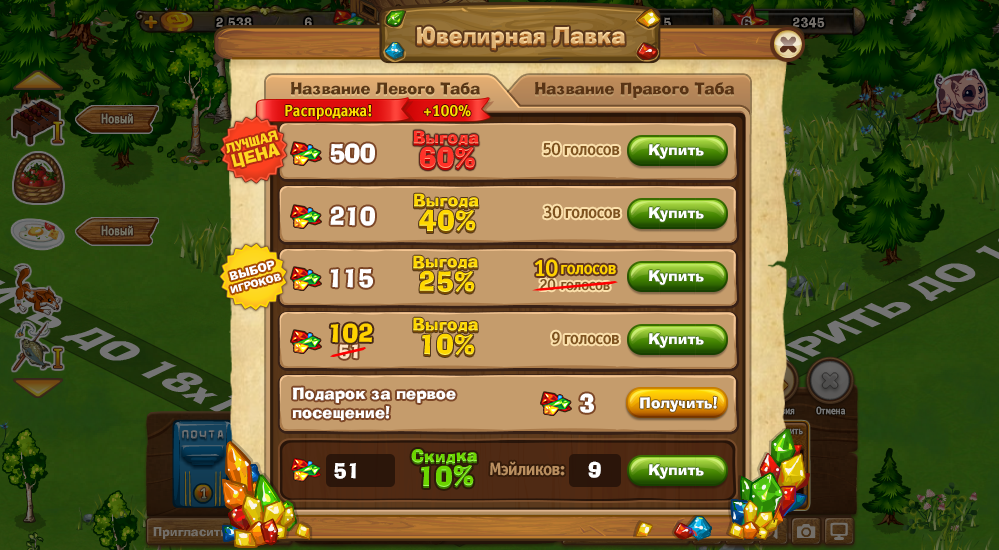 2 538
6
5
6
2345
Ювелирная Лавка
Название Левого Таба
Название Правого Таба
Распродажа! +100%
Новый
ЛУЧШАЯ
ЦЕНА
500
Выгода
60%
50 голосов
Купить
210
Выгода
40%
30 голосов
Купить
Новый
ВЫБОР
ИГРОКОВ
115
Выгода
25%
10 голосов
20 голосов
Купить
102
51
Выгода
10%
9 голосов
Купить
ДО 18х
РИТЬ ДО 1
Подарок за первое
посещение!
3
Получить!
Отмена
ПОЧТА
1
51
Скидка
10%
Мэйликов:
9
Купить
Пригласить